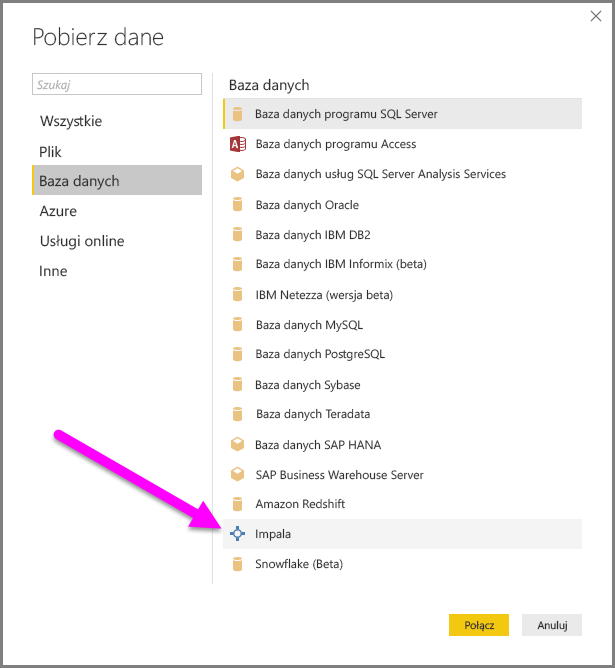 Pobierz dane
Szukaj
Wszystkie
Plik
Baza danych
Azure
Usługi online
Inne
Baza danych
Baza danych programu SQL Server
Baza danych programu Access
Baza danych usług SQL Server Analysis Services
Baza danych Oracle
Baza danych IBM DB2
Baza danych IBM Informix (beta)
IBM Netezza (wersja beta)
Baza danych MySQL
Baza danych PostgreSQL
Baza danych Sybase
Baza danych Teradata
Baza danych SAP HANA
SAP Business Warehouse Server
Amazon Redshift
Impala
Snowflake (Beta)
Połącz
Anuluj